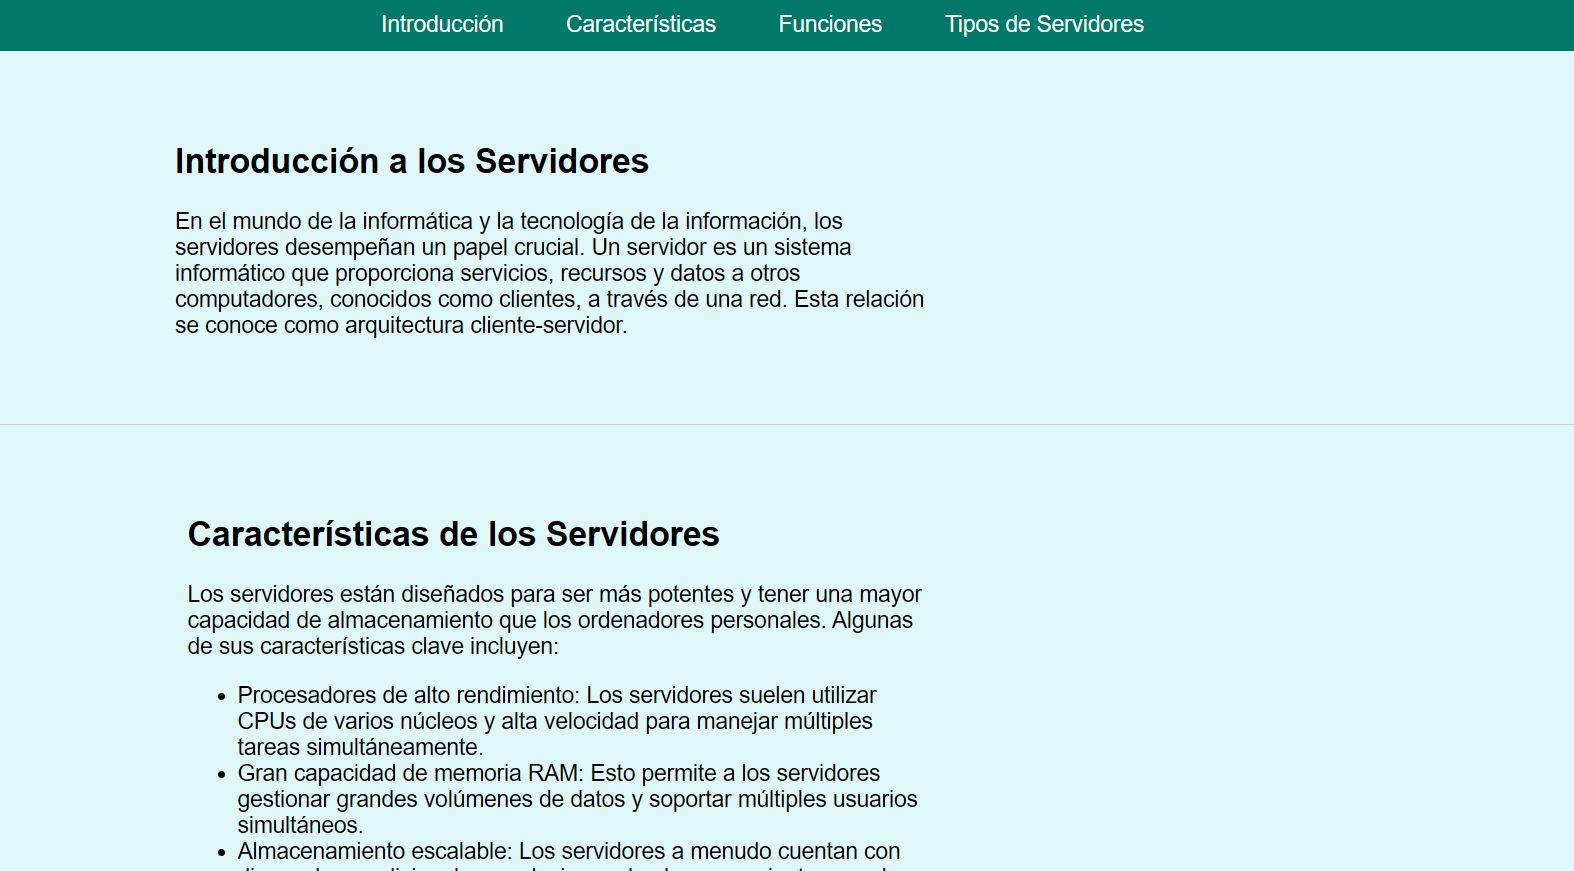 Introducción Características Funciones Tipos de Servidores
Introducción a los Servidores
En el mundo de la informática y la tecnología de la información, los
servidores desempeñan un papel crucial. Un servidor es un sistema
informático que proporciona servicios, recursos y datos a otros
computadores, conocidos como clientes, a través de una red. Esta relación
se conoce como arquitectura cliente-servidor.
Características de los Servidores
Los servidores están diseñados para ser más potentes y tener una mayor
capacidad de almacenamiento que los ordenadores personales. Algunas
de sus características clave incluyen:
• Procesadores de alto rendimiento: Los servidores suelen utilizar
CPUs de varios núcleos y alta velocidad para manejar múltiples
tareas simultáneamente.
• Gran capacidad de memoria RAM: Esto permite a los servidores
gestionar grandes volúmenes de datos y soportar múltiples usuarios
simultáneos.
• Almacenamiento escalable: Los servidores a menudo cuentan con